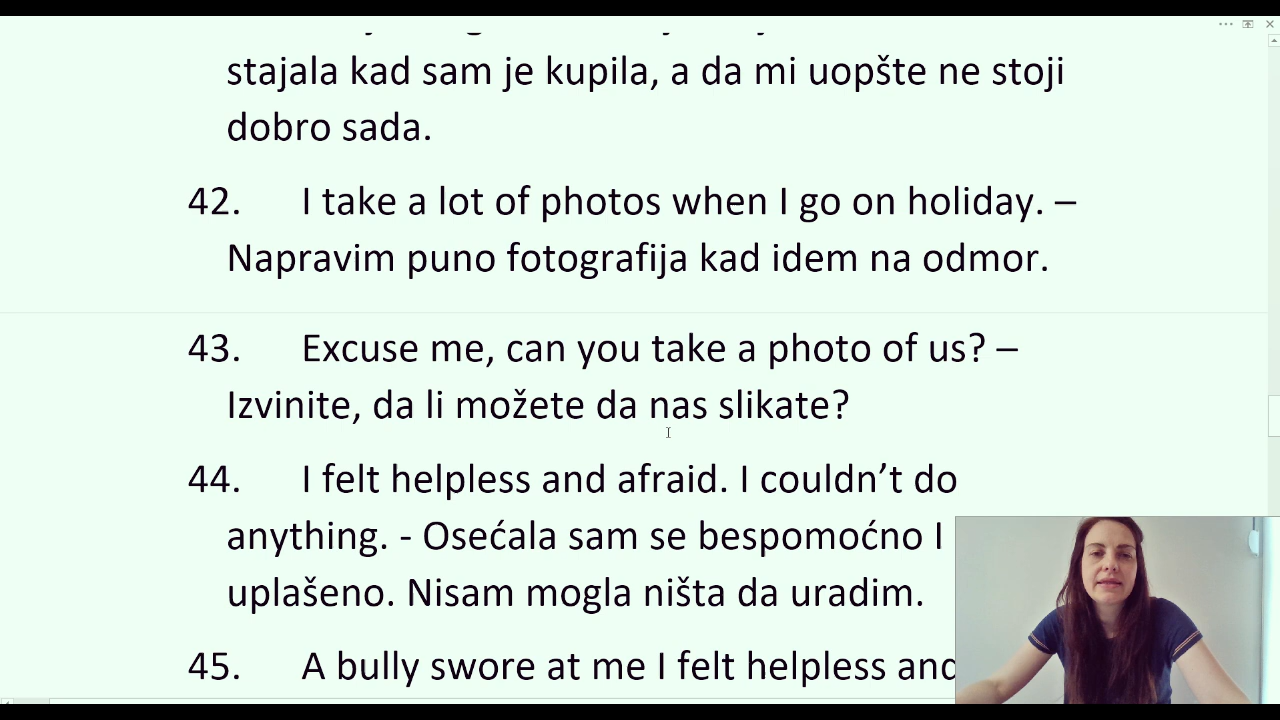 stajala kad sam je kupila, a da mi uopšte ne stoji
dobro sada.
42. I take a lot of photos when I go on holiday. –
Napravim puno fotografija kad idem na odmor.
43. Excuse me, can you take a photo of us? –
Izvinite, da li možete da nas slikate?
44. I felt helpless and afraid. I couldn’t do
anything. - Osećala sam se bespomoćno I
uplašeno. Nisam mogla ništa da uradim.
45. A bully swore at me I felt helpless and